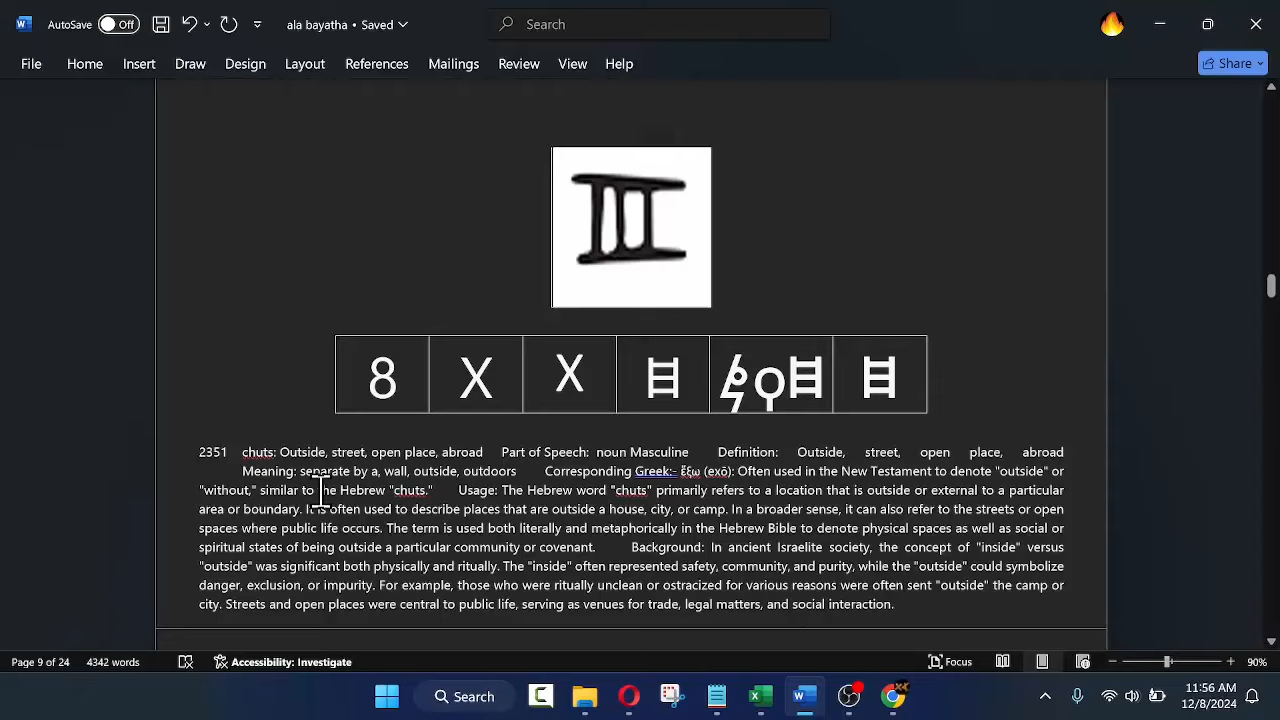 AutoSave Off ala bayatha • Saved Search
File Home Insert Draw Design Layout References Mailings Review View Help Share
8 X X
2351 chuts: Outside, street, open place, abroad Part of Speech: noun Masculine Definition: Outside, street, open place, abroad
Meaning: separate by a, wall, outside, outdoors Corresponding Greek:- ἔξω (exō): Often used in the New Testament to denote "outside" or
"without," similar to the Hebrew "chuts." Usage: The Hebrew word "chuts" primarily refers to a location that is outside or external to a particular
area or boundary. It is often used to describe places that are outside a house, city, or camp. In a broader sense, it can also refer to the streets or open
spaces where public life occurs. The term is used both literally and metaphorically in the Hebrew Bible to denote physical spaces as well as social or
spiritual states of being outside a particular community or covenant. Background: In ancient Israelite society, the concept of "inside" versus
"outside" was significant both physically and ritually. The "inside" often represented safety, community, and purity, while the "outside" could symbolize
danger, exclusion, or impurity. For example, those who were ritually unclean or ostracized for various reasons were often sent "outside" the camp or
city. Streets and open places were central to public life, serving as venues for trade, legal matters, and social interaction.
Page 9 of 24 4342 words Accessibility: Investigate Focus 90%
Search 11:56 AM
12/8/2024